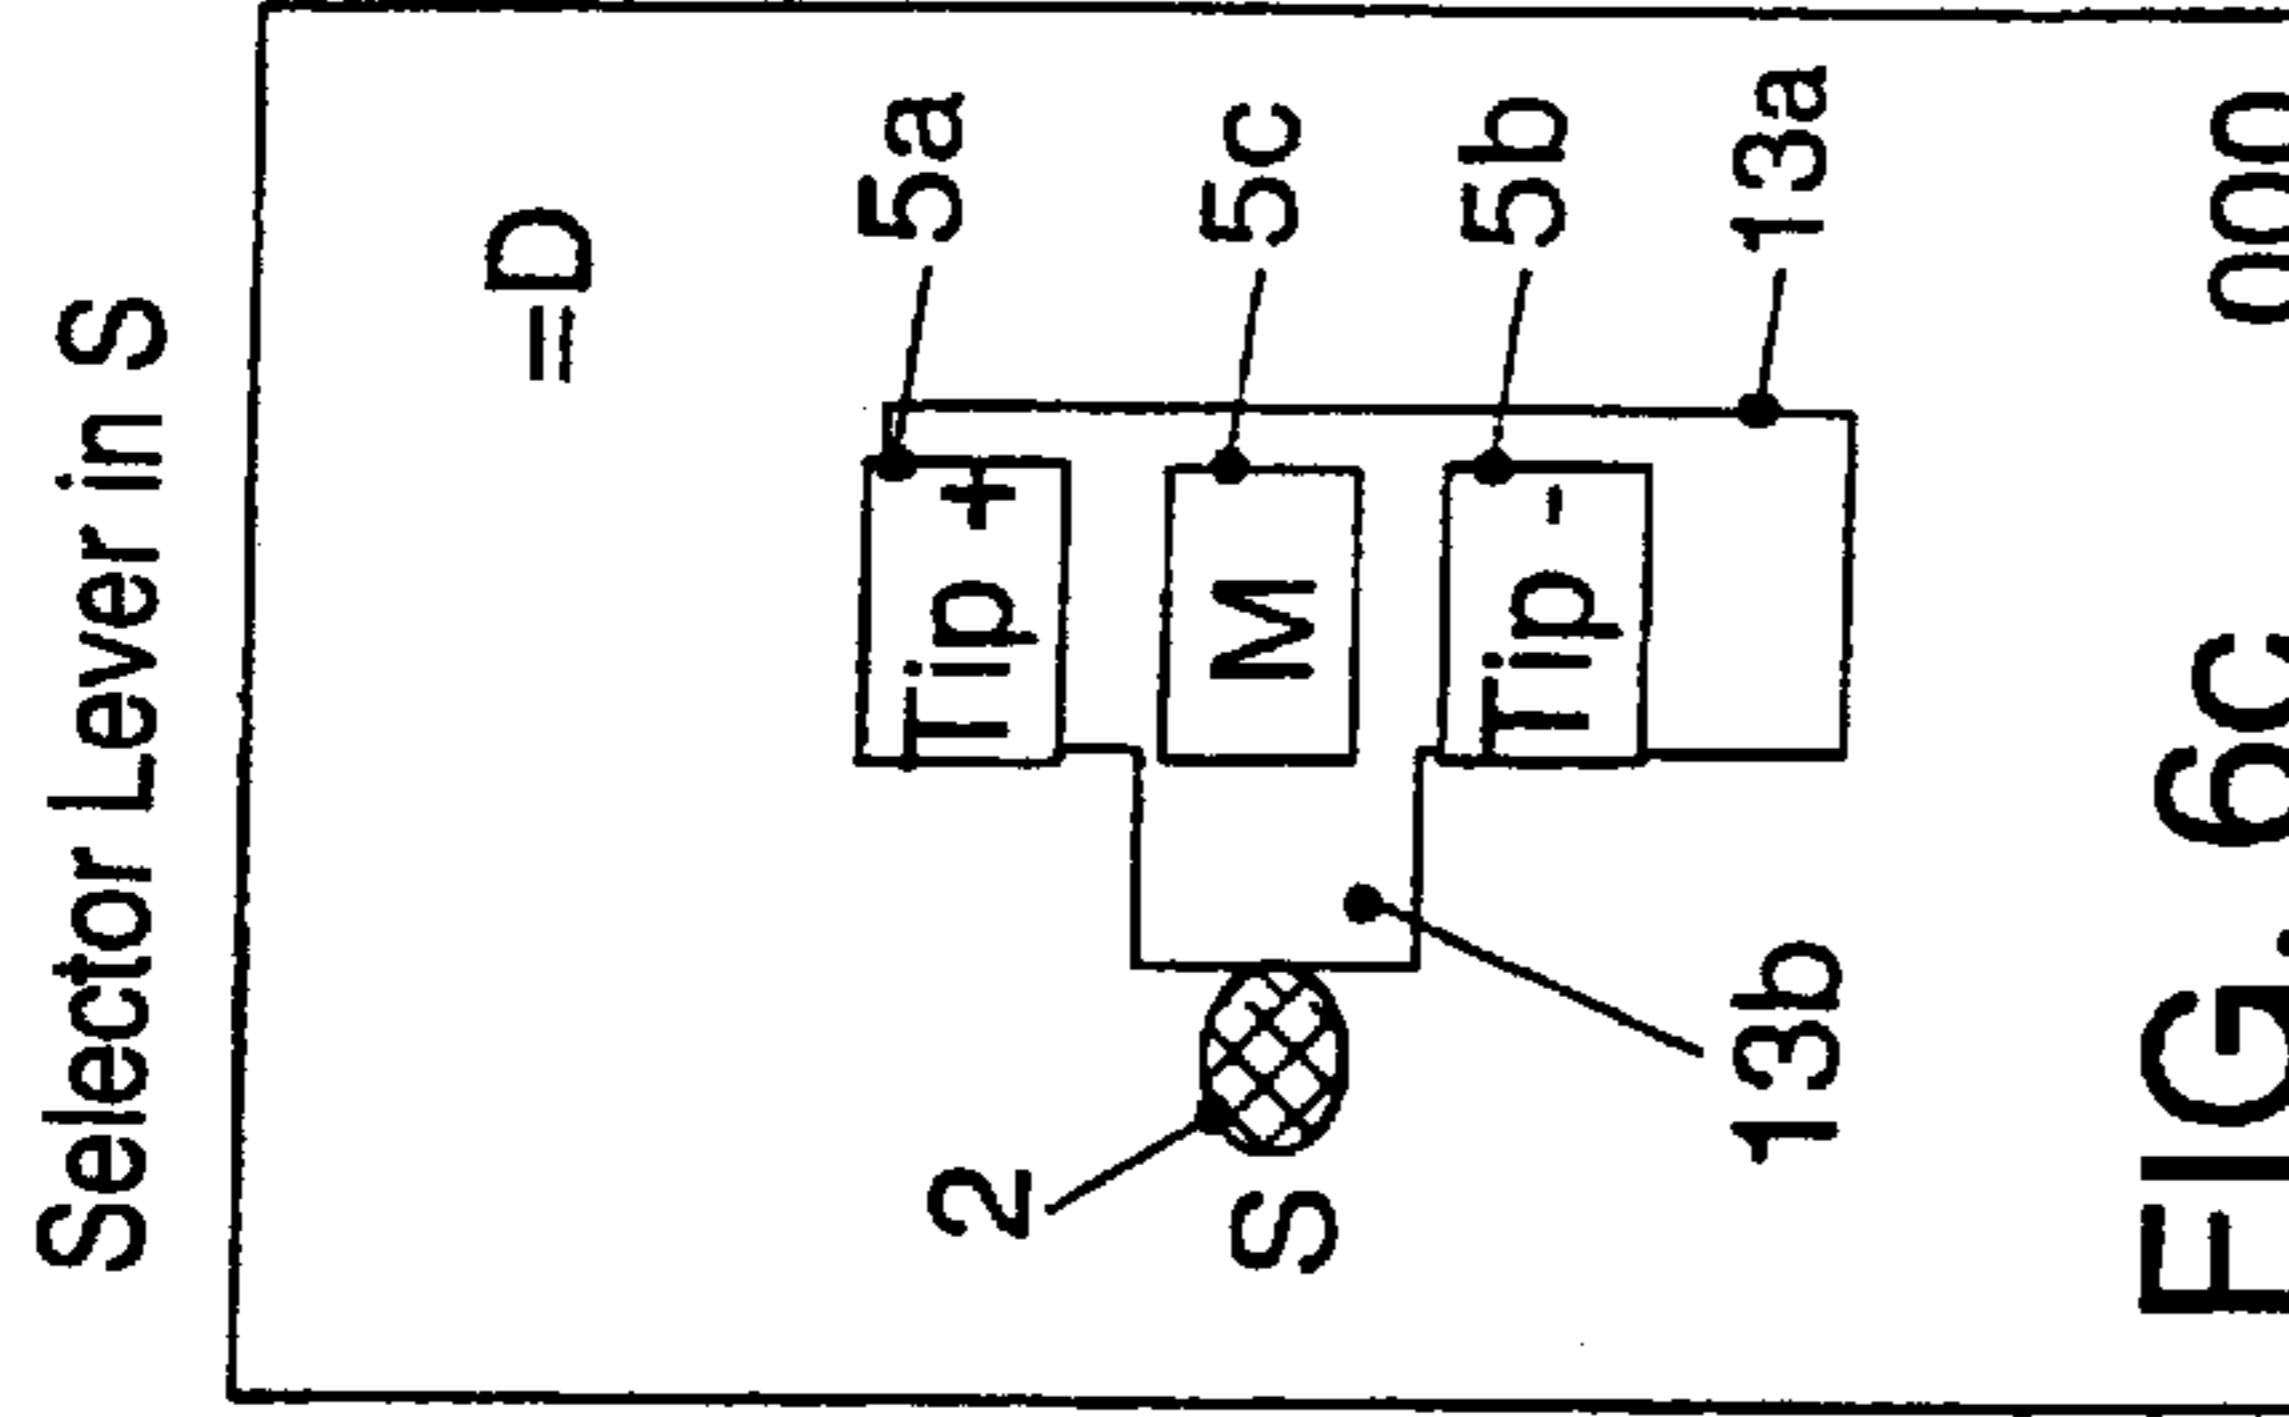 Selector Lever in S
=D
2 Tip + 5a
S M 5c
Tip - 5b
13b 13a
FIG. 6c